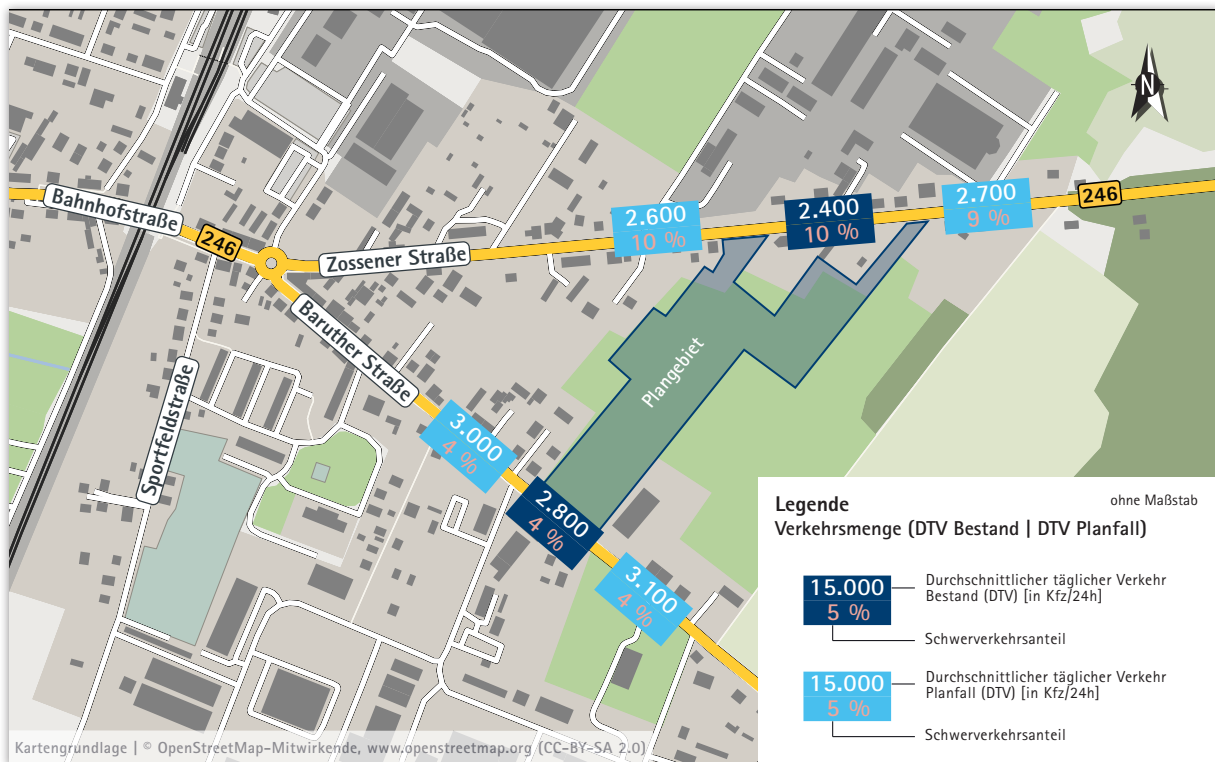 N
Bahnhofstraße
246
Zossener Straße
2.600
10 %
2.400
10 %
2.700
9 %
246
Baruther Straße
Sportfeldstraße
Plangebiet
3.000
4 %
2.800
4 %
3.100
4 %
Legende
ohne Maßstab
Verkehrsmenge (DTV Bestand | DTV Planfall)
15.000
5 %
Durchschnittlicher täglicher Verkehr
Bestand (DTV) [in Kfz/24h]
Schwerverkehrsanteil
15.000
5 %
Durchschnittlicher täglicher Verkehr
Planfall (DTV) [in Kfz/24h]
Schwerverkehrsanteil
Kartengrundlage | © OpenStreetMap-Mitwirkende, www.openstreetmap.org (CC-BY-SA 2.0)